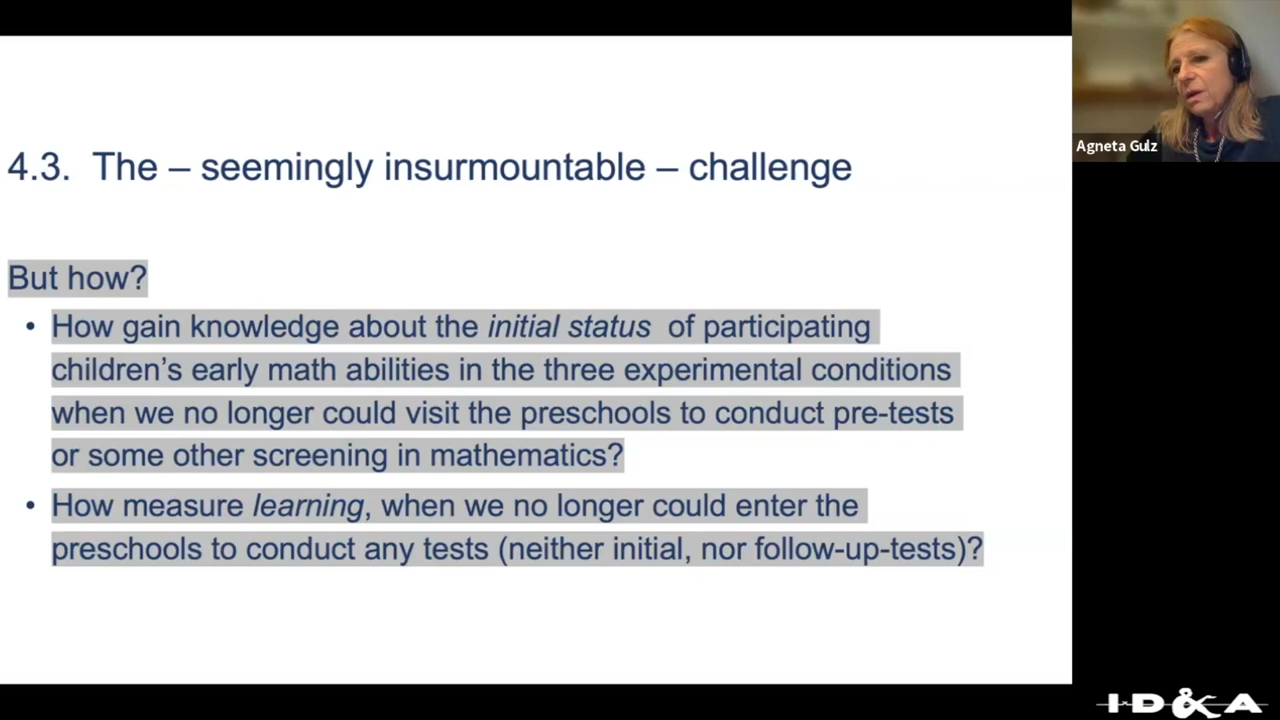 4.3. The – seemingly insurmountable – challenge
But how?
• How gain knowledge about the initial status of participating
children's early math abilities in the three experimental conditions
when we no longer could visit the preschools to conduct pre-tests
or some other screening in mathematics?
• How measure learning, when we no longer could enter the
preschools to conduct any tests (neither initial, nor follow-up-tests)?
Agneta Gulz
ID&A